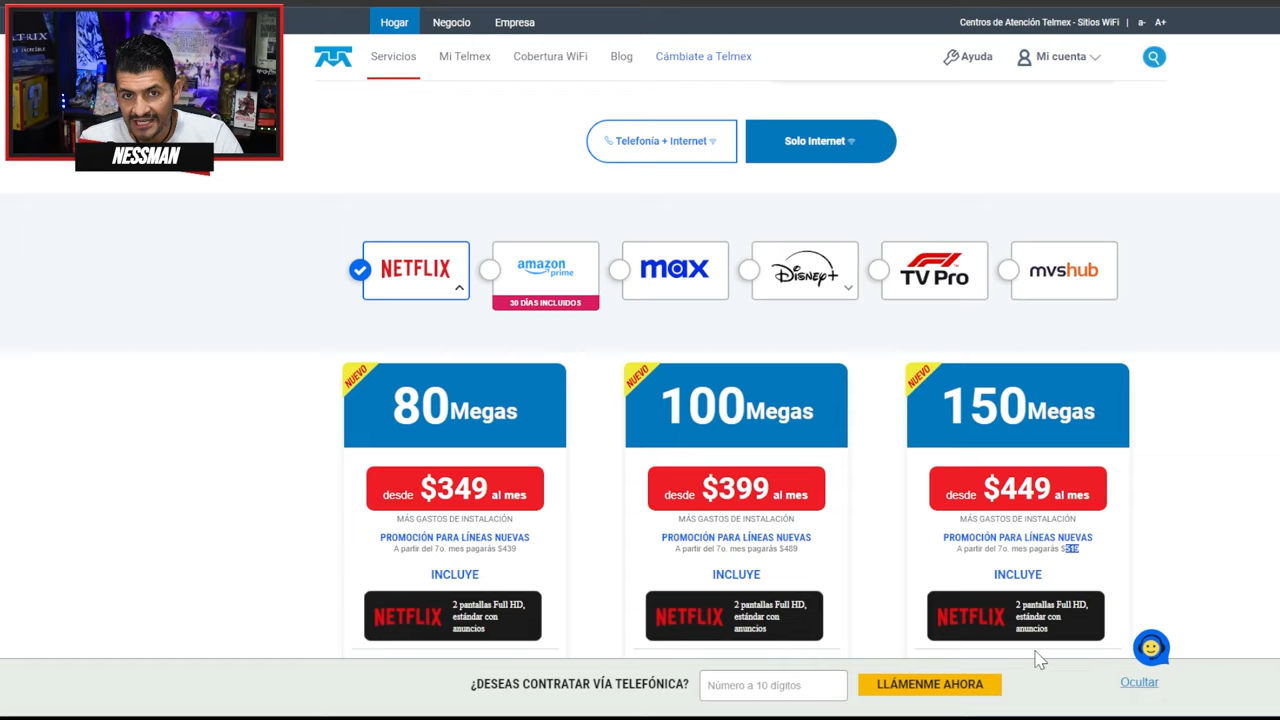 Hogar Negocio Empresa Centros de Atención Telmex - Sitios WiFi | a- A+
Servicios Mi Telmex Cobertura WiFi Blog Cámbiate a Telmex Ayuda Mi cuenta
NESSMAN
Telefonía + Internet Solo Internet
NETFLIX amazon prime max Disney+ F1 TV Pro mvshub
30 DÍAS INCLUIDOS
NUEVO
80 Megas
desde $349 al mes
MÁS GASTOS DE INSTALACIÓN
PROMOCIÓN PARA LÍNEAS NUEVAS
A partir del 7o. mes pagarás $439
INCLUYE
NETFLIX
2 pantallas Full HD,
estándar con
anuncios
NUEVO
100 Megas
desde $399 al mes
MÁS GASTOS DE INSTALACIÓN
PROMOCIÓN PARA LÍNEAS NUEVAS
A partir del 7o. mes pagarás $489
INCLUYE
NETFLIX
2 pantallas Full HD,
estándar con
anuncios
NUEVO
150 Megas
desde $449 al mes
MÁS GASTOS DE INSTALACIÓN
PROMOCIÓN PARA LÍNEAS NUEVAS
A partir del 7o. mes pagarás $519
INCLUYE
NETFLIX
2 pantallas Full HD,
estándar con
anuncios
¿DESEAS CONTRATAR VÍA TELEFÓNICA? Número a 10 dígitos LLÁMENME AHORA Ocultar